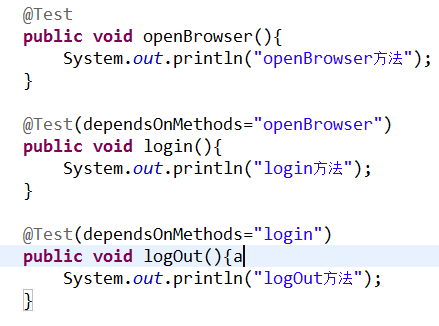 @Test
public void openBrowser(){
    System.out.println("openBrowser方法");
}
@Test(dependsOnMethods="openBrowser")
public void login(){
    System.out.println("login方法");
}
@Test(dependsOnMethods="login")
public void logOut(){a
    System.out.println("logOut方法");
}